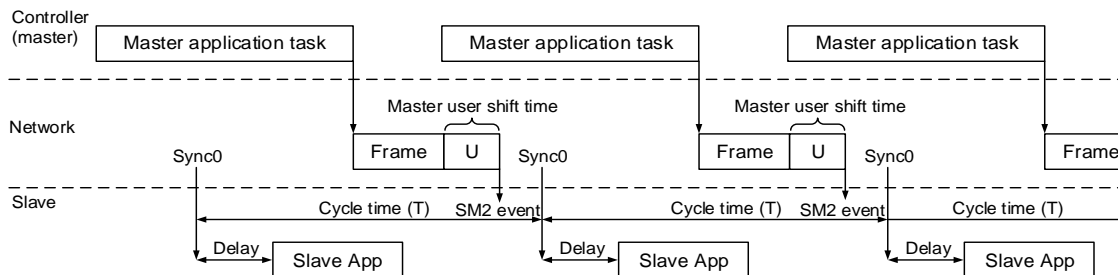 Controller
(master)
Master application task
Master application task
Master application task
Network
Master user shift time
Master user shift time
Frame
U
Frame
U
Frame
Sync0
Sync0
Sync0
Slave
Cycle time (T)
SM2 event
Cycle time (T)
SM2 event
Cycle time (T)
Delay
Slave App
Delay
Slave App
Delay
Slave App